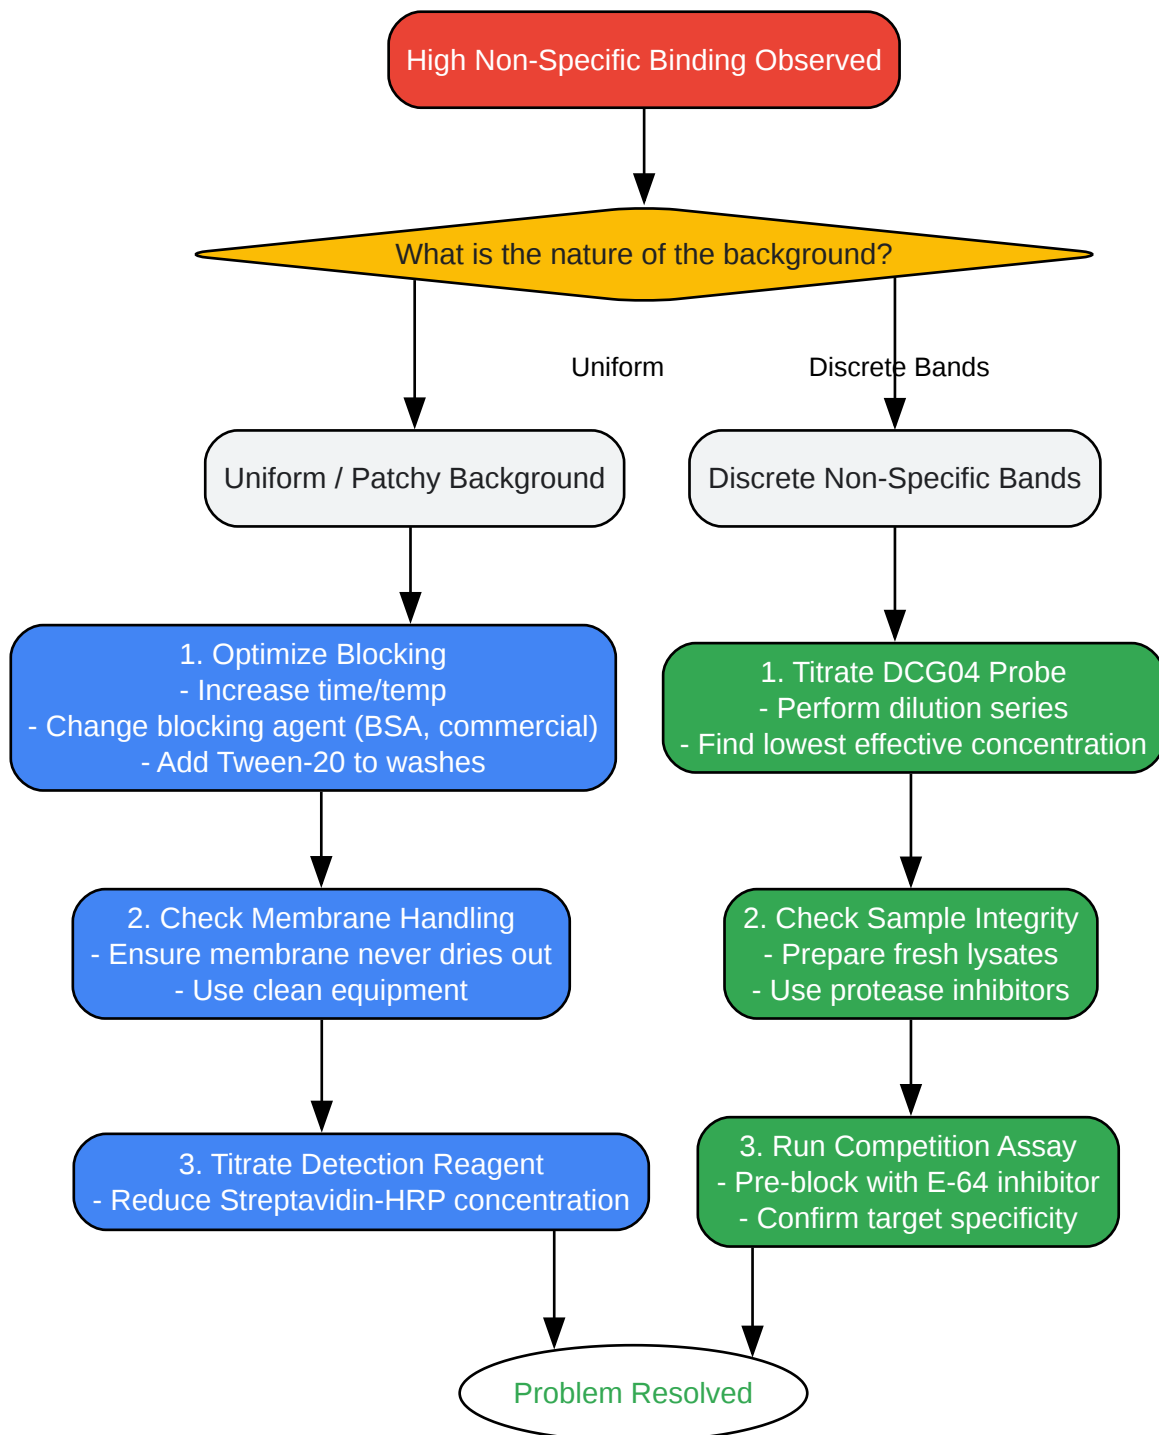 High Non-Specific Binding Observed
What is the nature of the background?
Uniform
Discrete Bands
Uniform / Patchy Background
Discrete Non-Specific Bands
1. Optimize Blocking
- Increase time/temp
- Change blocking agent (BSA, commercial)
- Add Tween-20 to washes
1. Titrate DCG04 Probe
- Perform dilution series
- Find lowest effective concentration
2. Check Membrane Handling
- Ensure membrane never dries out
- Use clean equipment
2. Check Sample Integrity
- Prepare fresh lysates
- Use protease inhibitors
3. Titrate Detection Reagent
- Reduce Streptavidin-HRP concentration
3. Run Competition Assay
- Pre-block with E-64 inhibitor
- Confirm target specificity
Problem Resolved